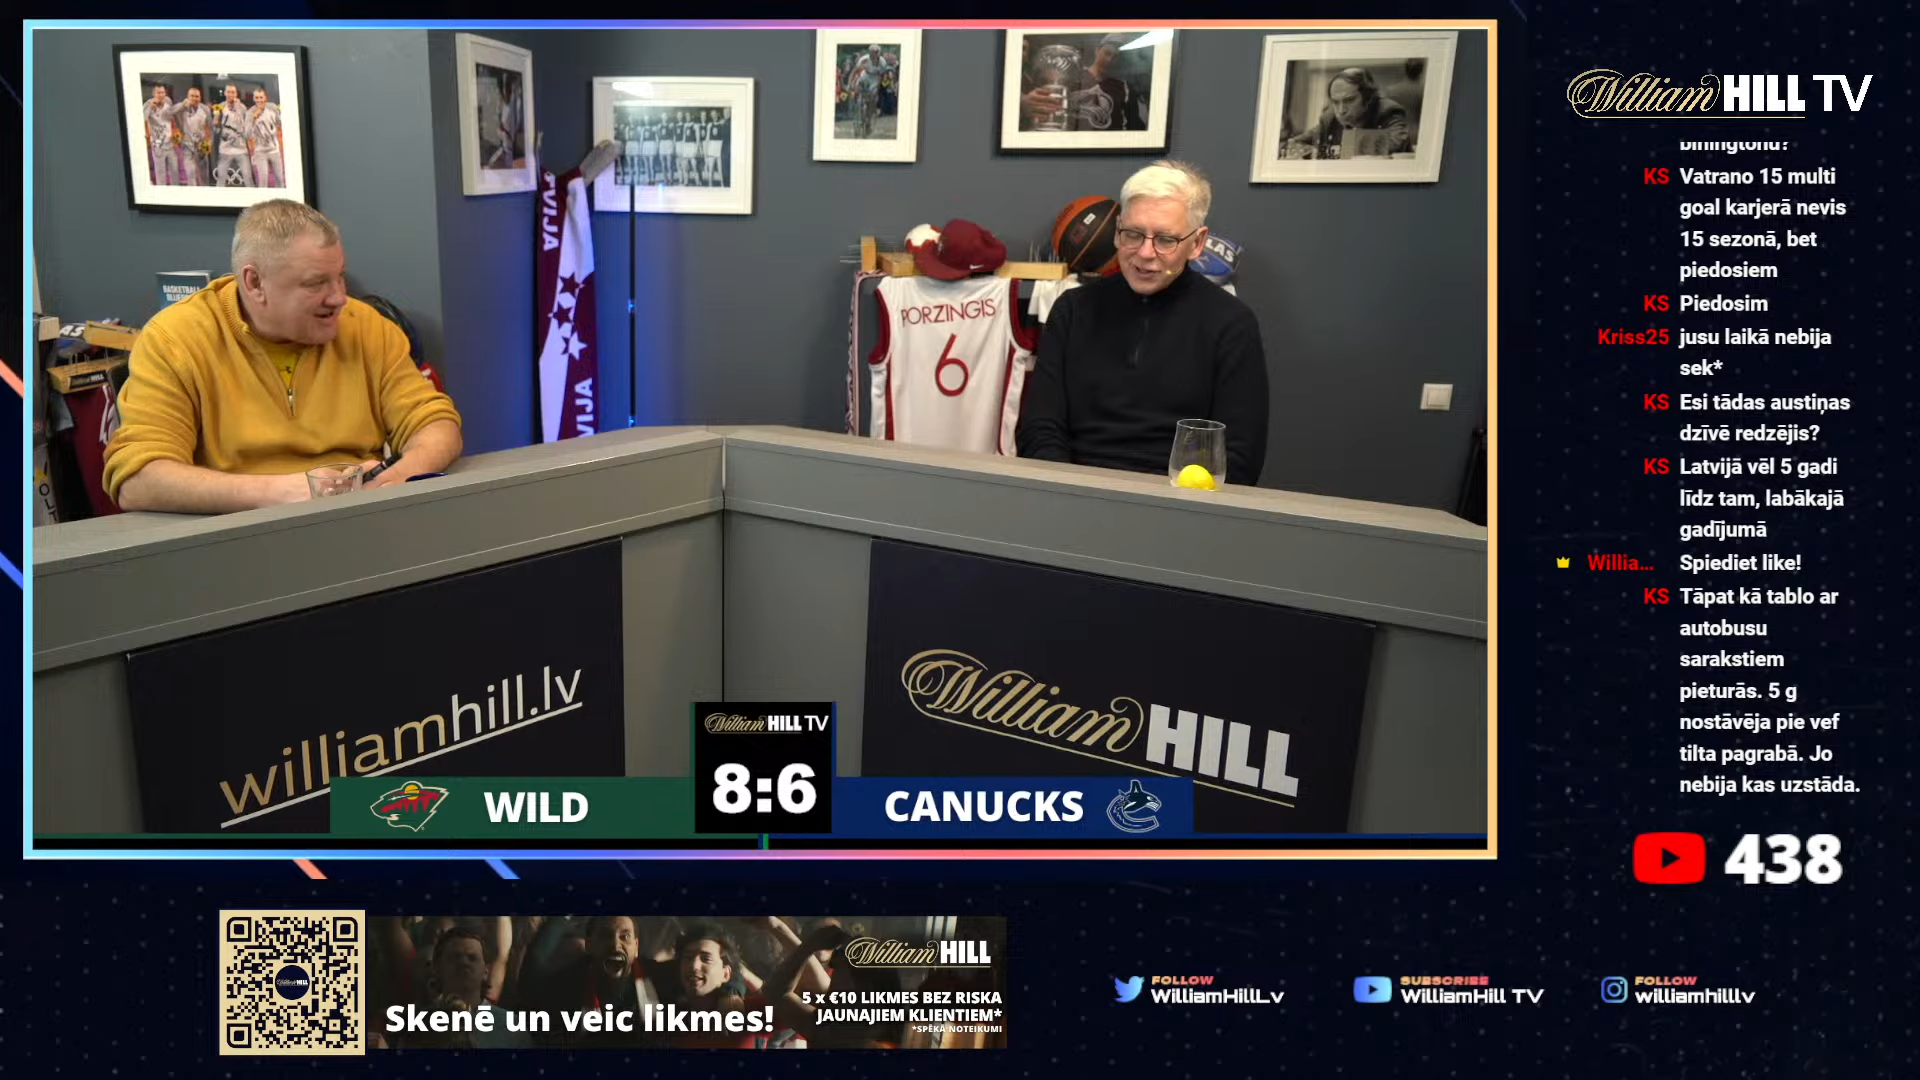 William HILL TV
KS Vatrano 15 multi
goal karjerā nevis
15 sezonā, bet
piedosiem
KS Piedosim
Kriss25 jusu laikā nebija
sek*
KS Esi tādas austiņas
dzīvē redzējis?
KS Latvijā vēl 5 gadi
līdz tam, labākajā
gadījumā
Willia... Spiediet like!
KS Tāpat kā tablo ar
autobusu
sarakstiem
pieturās. 5 g
nostāvēja pie vef
tilta pagrabā. Jo
nebija kas uzstāda.
438
PORZINGIS
6
VIJA
VIJA
LAS
williamhill.lv
William HILL
William HILL TV
WILD
8:6
CANUCKS
Skenē un veic likmes!
William HILL
5 x €10 LIKMES BEZ RISKA
JAUNAJIEM KLIENTIEM*
*SPĒKĀ NOTEIKUMI
FOLLOW
WilliamHillLv
SUBSCRIBE
WilliamHill TV
FOLLOW
williamhilllv